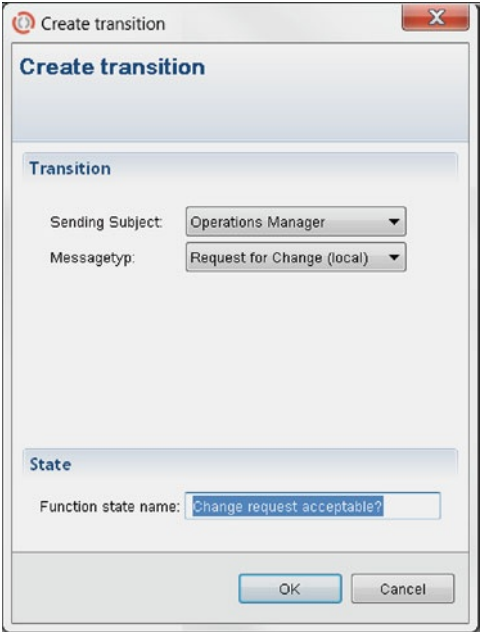 Create transition
Create transition
Transition
Sending Subject: Operations Manager
Messagetyp: Request for Change (local)
State
Function state name: Change request acceptable?
OK Cancel